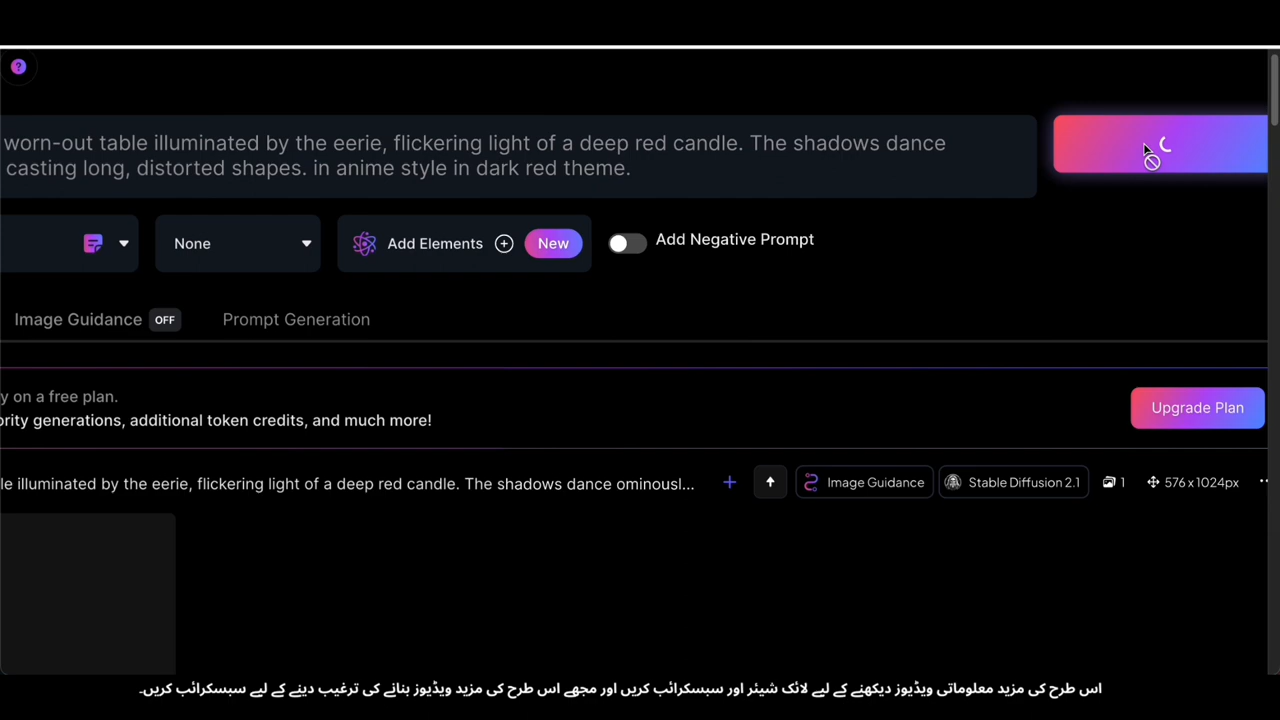 ?
worn-out table illuminated by the eerie, flickering light of a deep red candle. The shadows dance
casting long, distorted shapes. in anime style in dark red theme.
None
Add Elements
New
Add Negative Prompt
Image Guidance OFF
Prompt Generation
y on a free plan.
ority generations, additional token credits, and much more!
Upgrade Plan
le illuminated by the eerie, flickering light of a deep red candle. The shadows dance ominousl...
Image Guidance
Stable Diffusion 2.1
1
576 x 1024px
اس طرح کی مزید معلوماتی ویڈیوز دیکھنے کے لیے لائک شیئر اور سبسکرائب کریں اور مجھے اس طرح کی مزید ویڈیوز بنانے کی ترغیب دینے کے لیے سبسکرائب کریں۔